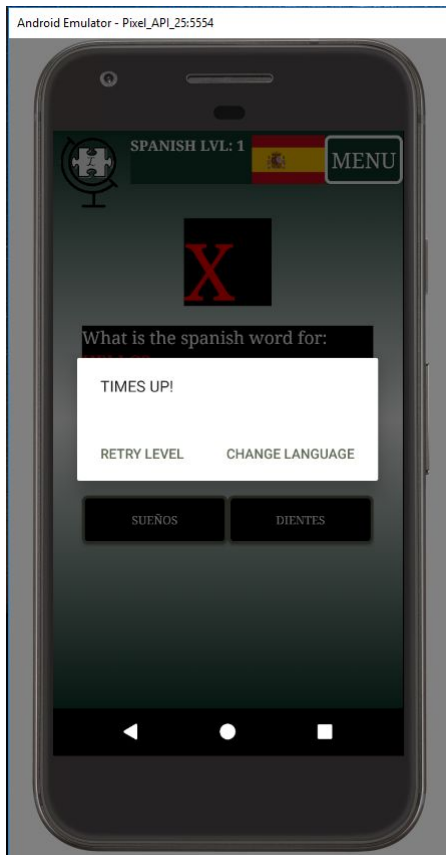 Android Emulator - Pixel_API_25:5554
SPANISH LVL: 1
MENU
X
What is the spanish word for:
TIMES UP!
RETRY LEVEL CHANGE LANGUAGE
SUEÑOS DIENTES